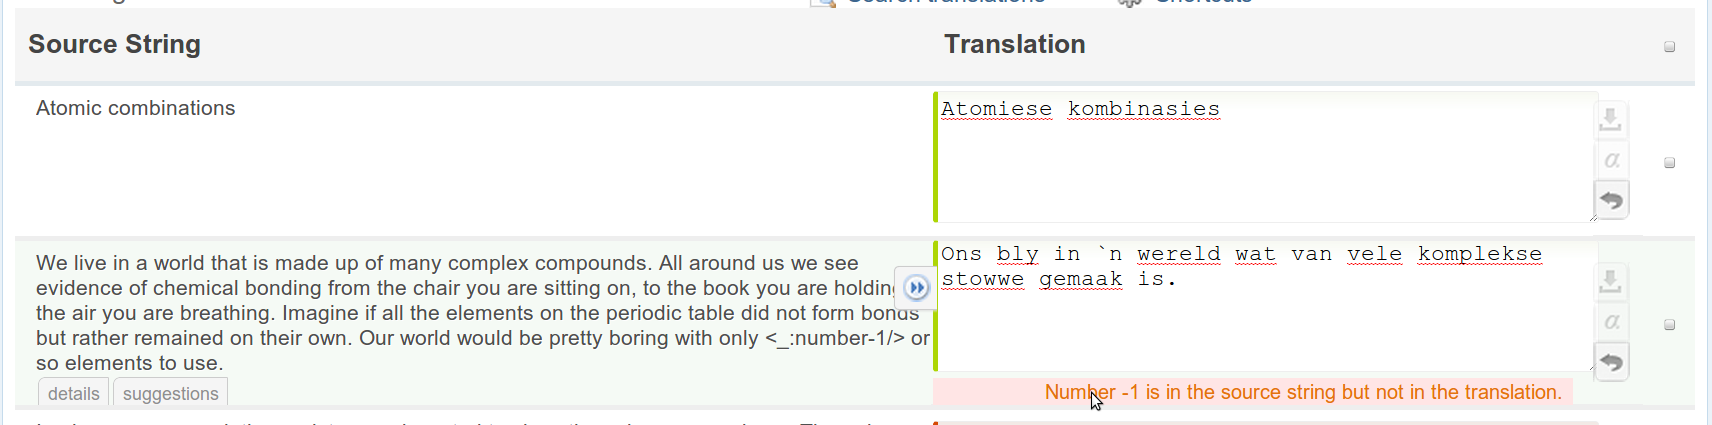 Search translations Shortcuts
Source String Translation
Atomic combinations
Atomiese kombinasies
We live in a world that is made up of many complex compounds. All around us we see
evidence of chemical bonding from the chair you are sitting on, to the book you are holding
the air you are breathing. Imagine if all the elements on the periodic table did not form bonds
but rather remained on their own. Our world would be pretty boring with only <_:number-1/> or
so elements to use.
Ons bly in `n wereld wat van vele komplekse
stowwe gemaak is.
details suggestions
Number -1 is in the source string but not in the translation.